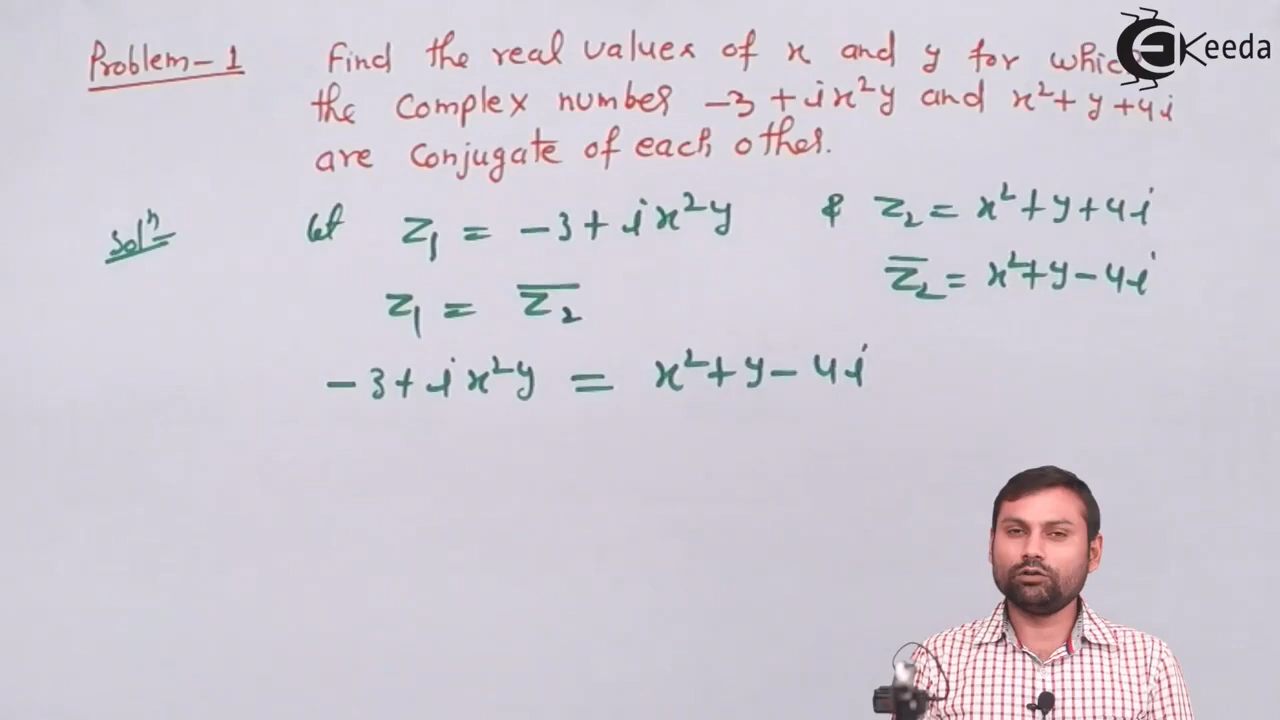 Problem-1 Find the real values of x and y for which
the complex number -3 + ix²y and x² + y + 4i
are conjugate of each other.
Solⁿ let z₁ = -3 + ix²y & z₂ = x² + y + 4i
z₁ = z̅₂ z̅₂ = x² + y - 4i
-3 + ix²y = x² + y - 4i
Keeda